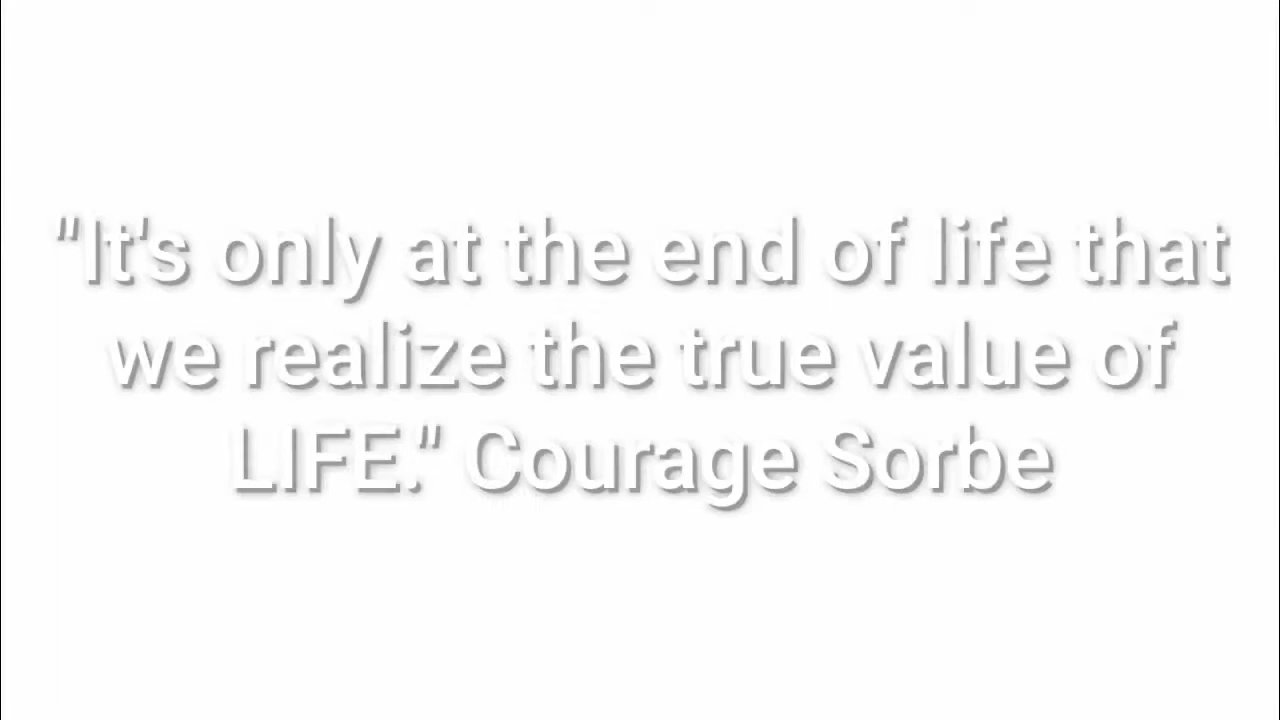 "It's only at the end of life that
we realize the true value of
LIFE." Courage Sorbe